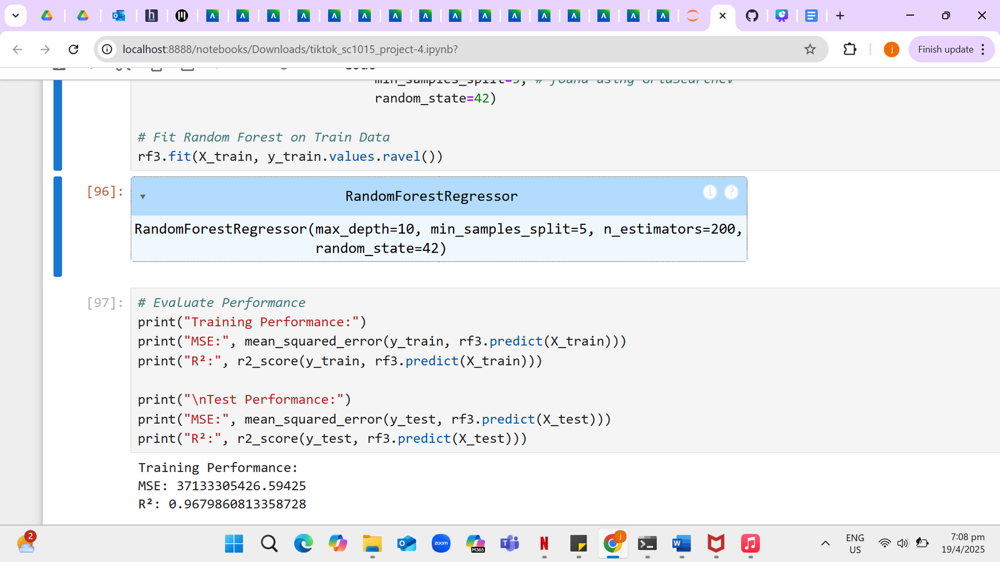 localhost:8888/notebooks/Downloads/tiktok_sc1015_project-4.ipynb?
j
Finish update
min_samples_split=5, # found using GridSearchCV
random_state=42)
# Fit Random Forest on Train Data
rf3.fit(X_train, y_train.values.ravel())
[96]:
RandomForestRegressor
i ?
RandomForestRegressor(max_depth=10, min_samples_split=5, n_estimators=200,
random_state=42)
[97]:
# Evaluate Performance
print("Training Performance:")
print("MSE:", mean_squared_error(y_train, rf3.predict(X_train)))
print("R²:", r2_score(y_train, rf3.predict(X_train)))
print("\nTest Performance:")
print("MSE:", mean_squared_error(y_test, rf3.predict(X_test)))
print("R²:", r2_score(y_test, rf3.predict(X_test)))
Training Performance:
MSE: 37133305426.59425
R²: 0.9679860813358728
2
zoom
M365
j
ENG
US
7:08 pm
19/4/2025